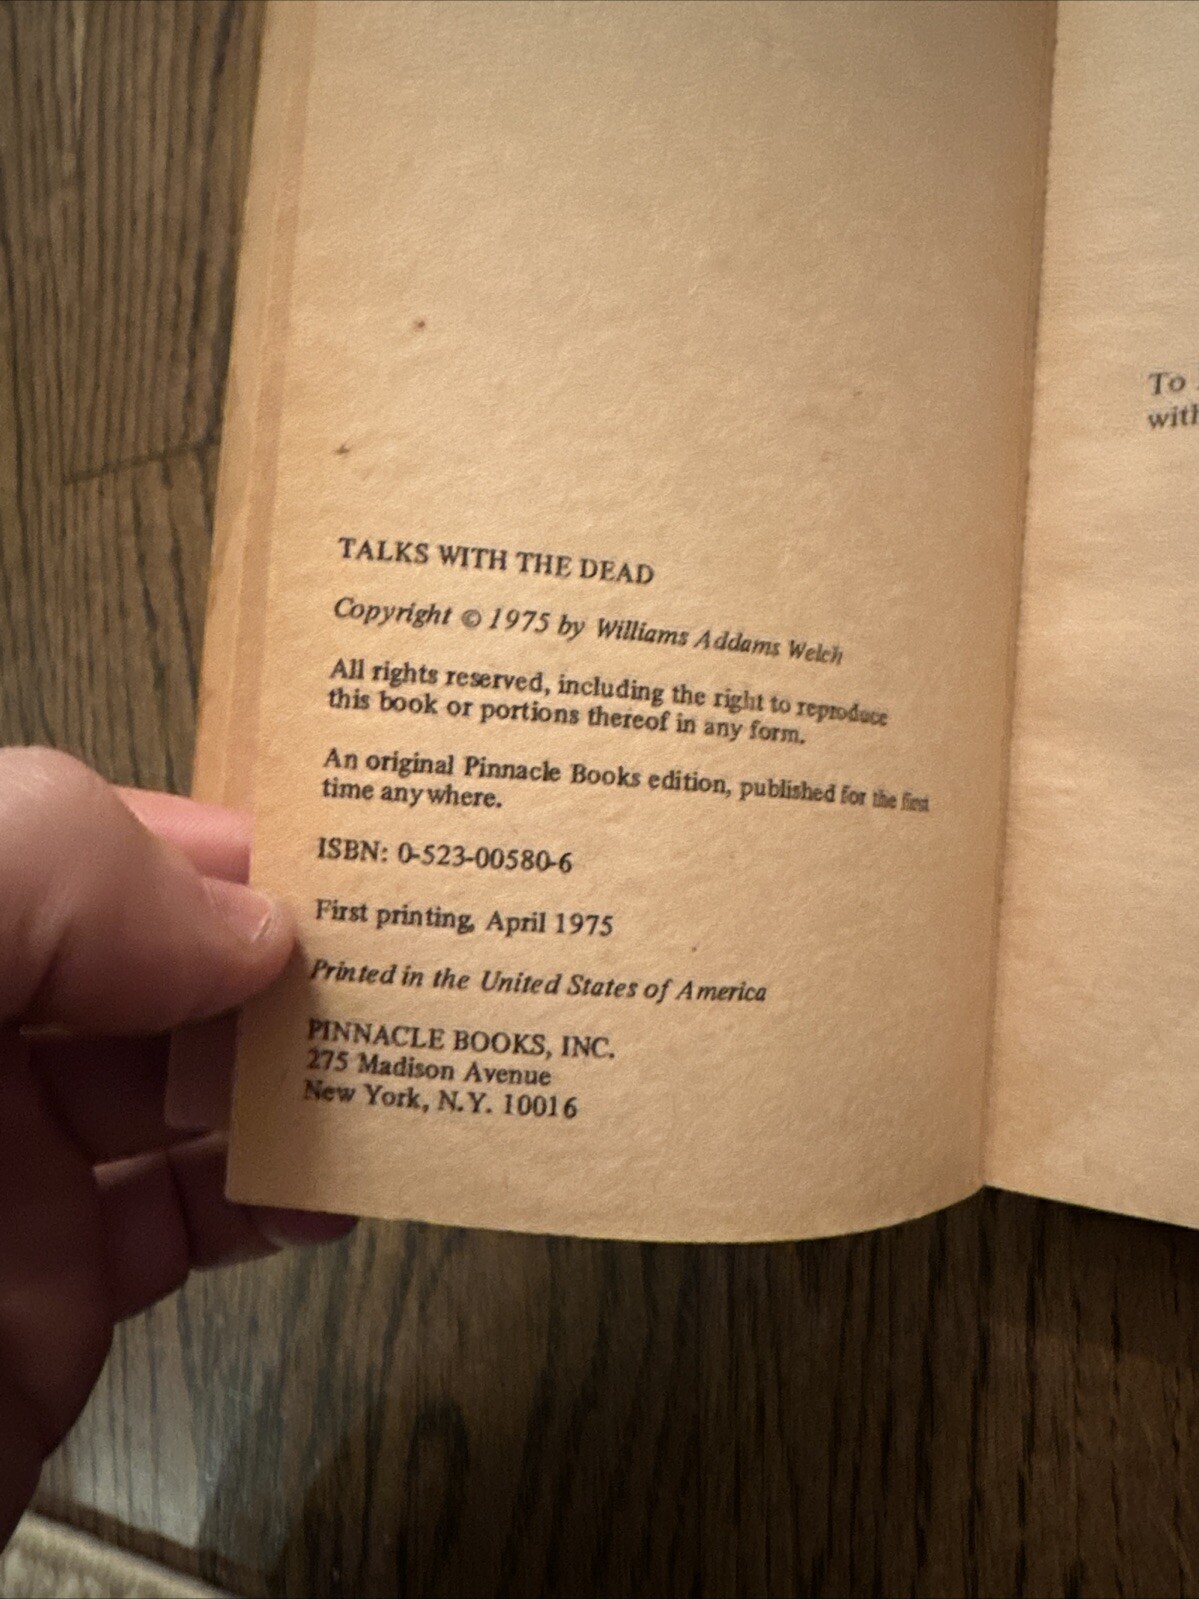 TALKS WITH THE DEAD
Copyright © 1975 by Williams Addams Welch
All rights reserved, including the right to reproduce
this book or portions thereof in any form.
An original Pinnacle Books edition, published for the first
time anywhere.
ISBN: 0-523-00580-6
First printing, April 1975
Printed in the United States of America
PINNACLE BOOKS, INC.
275 Madison Avenue
New York, N.Y. 10016
To
with